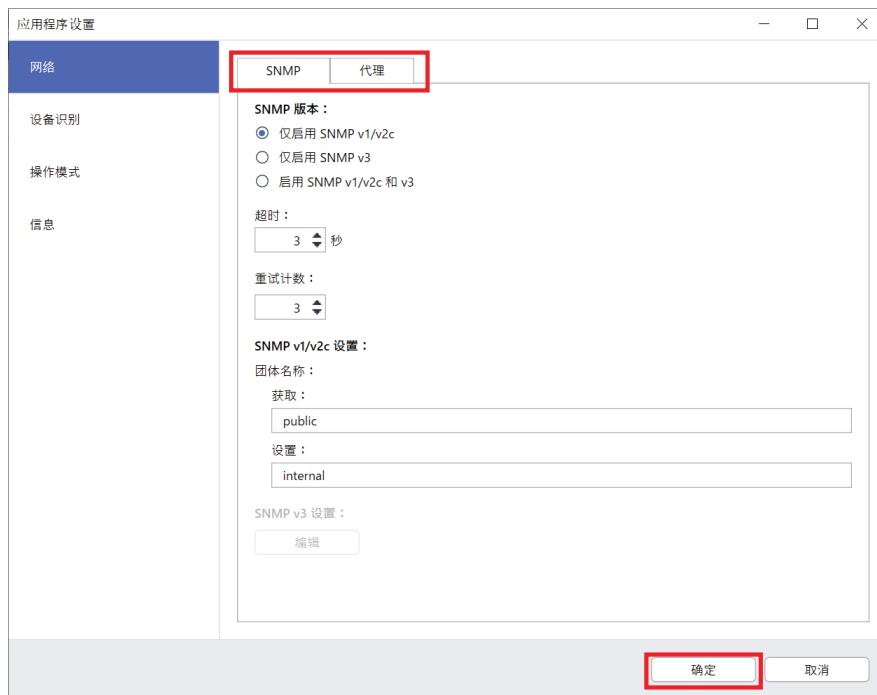 应用程序设置
网络
设备识别
操作模式
信息
SNMP 代理
SNMP 版本：
仅启用 SNMP v1/v2c
仅启用 SNMP v3
启用 SNMP v1/v2c 和 v3
超时：
3 秒
重试计数：
3
SNMP v1/v2c 设置：
团体名称：
获取：
public
设置：
internal
SNMP v3 设置：
编辑
确定 取消